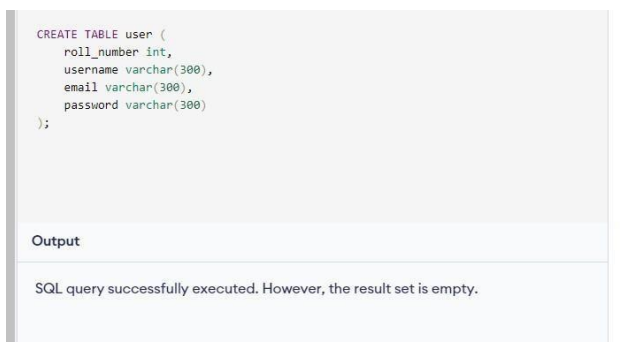 CREATE TABLE user (
    roll_number int,
    username varchar(300),
    email varchar(300),
    password varchar(300)
);
Output
SQL query successfully executed. However, the result set is empty.